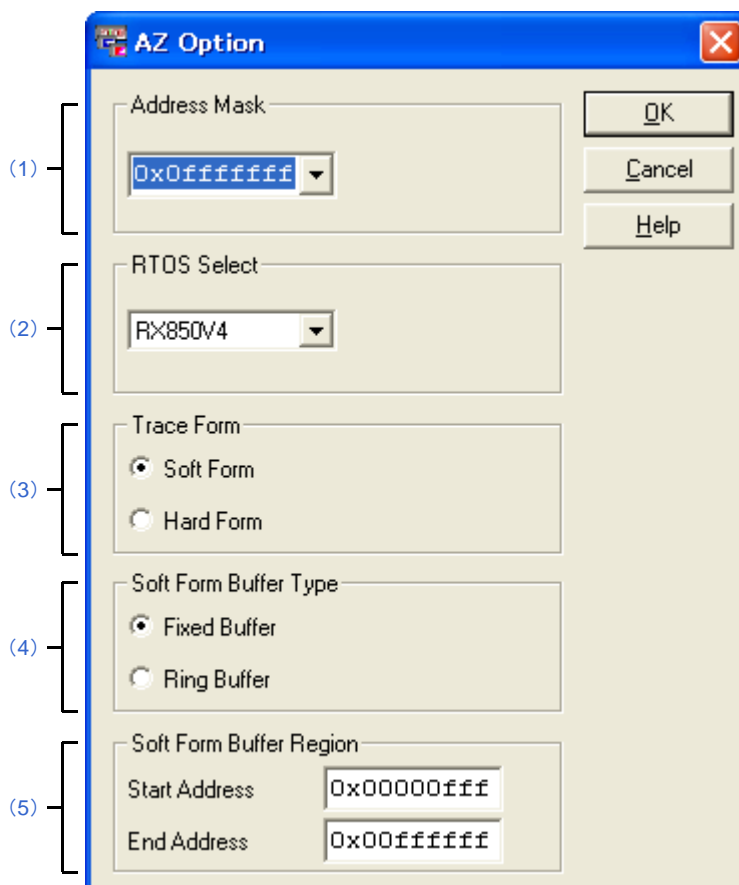 AZ Option
Address Mask
OK
(1)
0x0fffffff
Cancel
Help
RTOS Select
(2)
RX850V4
Trace Form
Soft Form
(3)
Hard Form
Soft Form Buffer Type
Fixed Buffer
(4)
Ring Buffer
Soft Form Buffer Region
Start Address 0x00000fff
(5)
End Address 0x00ffffff